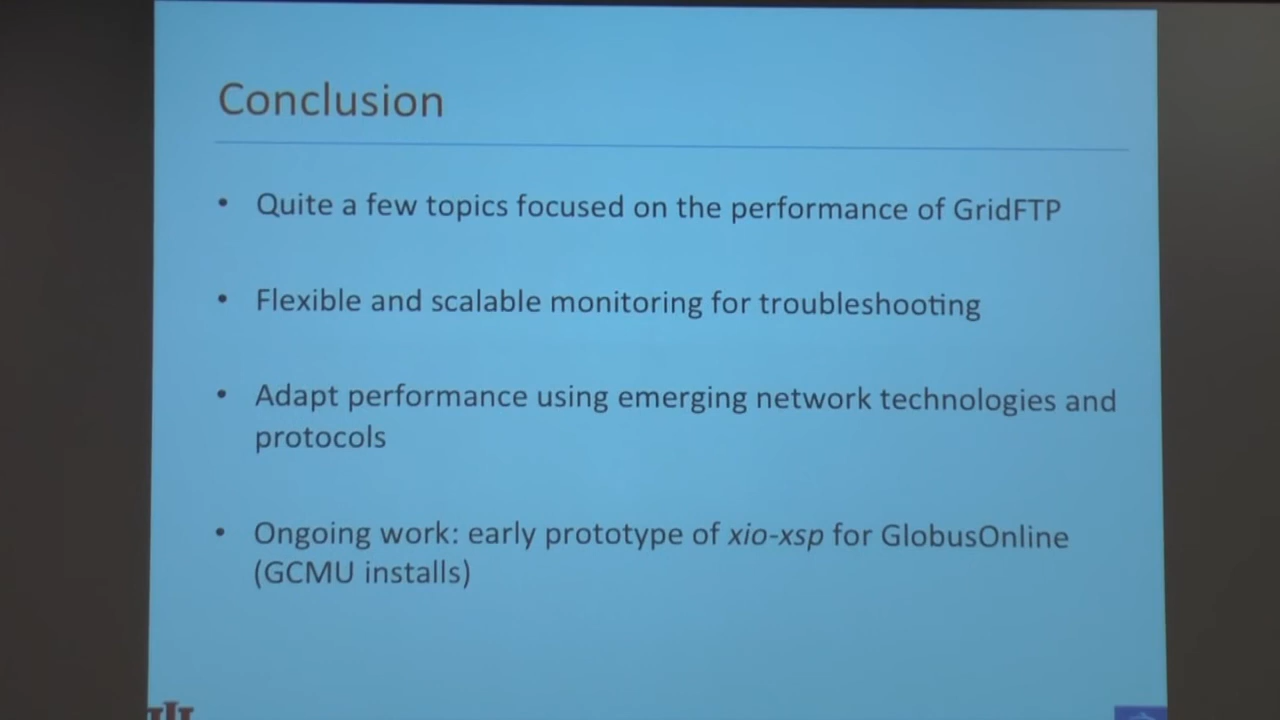 Conclusion
• Quite a few topics focused on the performance of GridFTP
• Flexible and scalable monitoring for troubleshooting
• Adapt performance using emerging network technologies and
protocols
• Ongoing work: early prototype of xio-xsp for GlobusOnline
(GCMU installs)